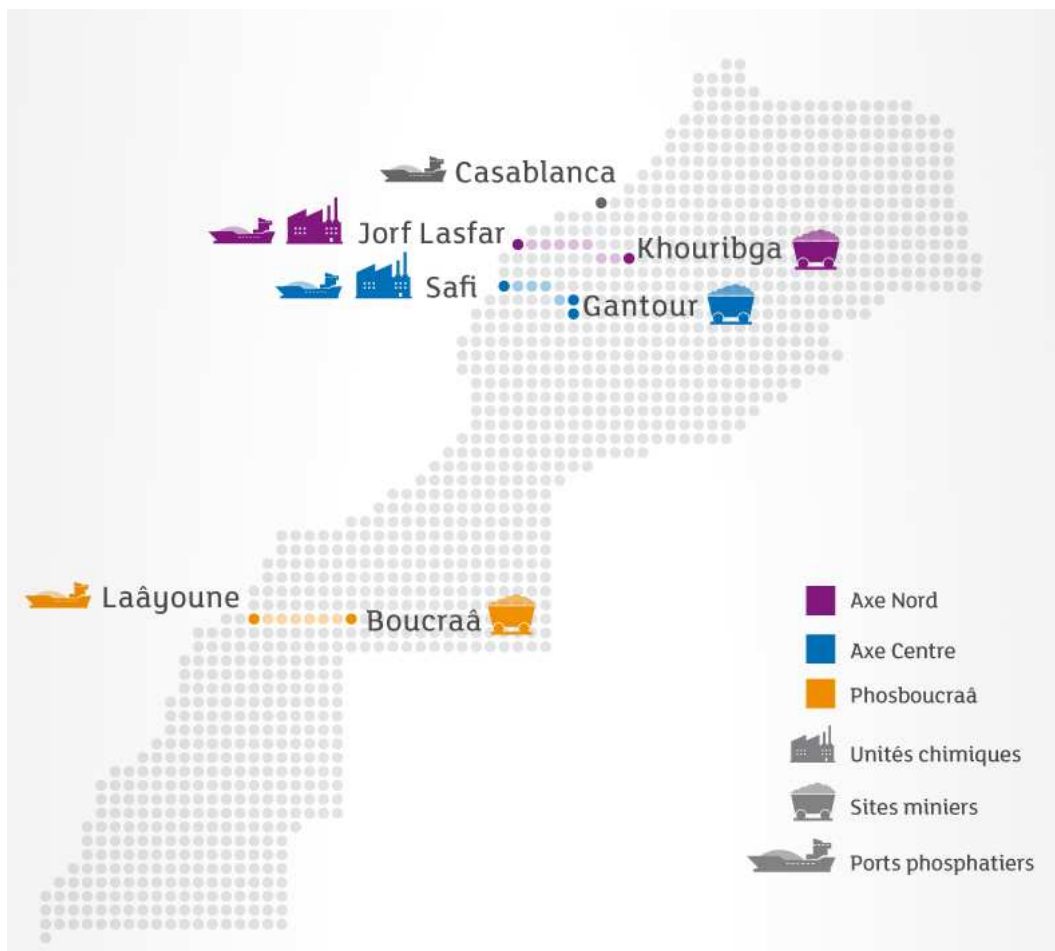 Casablanca
Jorf Lasfar
Khouribga
Safi
Gantour
Laâyoune
Boucraâ
Axe Nord
Axe Centre
Phosboucraâ
Unités chimiques
Sites miniers
Ports phosphatiers